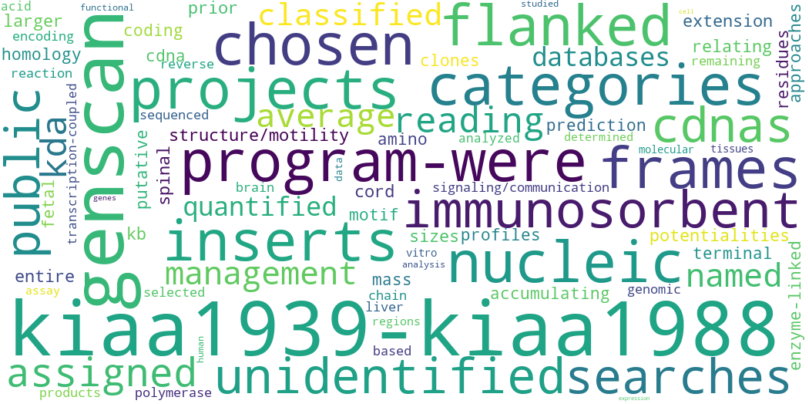 acid functional studied approaches
larger coding prior classified flanked extension
encoding chosen relating
homology cdna reverse clones databases remaining
reaction cell
genscan projects categories residues
public kda average reading cdnas
sequenced structure/motility amino analyzed prediction determined
transcription-coupled putative spinal program-were molecular tissues frames
fetal genes brain data cord signaling/communication
quantified motif immunosorbent
kb inserts sizes profiles potentialities
vitro nucleic terminal
entire management mass analysis named
assay selected chain liver accumulating genomic enzyme-linked
kiaa1939-kiaa1988
regions
human based
assigned unidentified searches
products polymerase expression